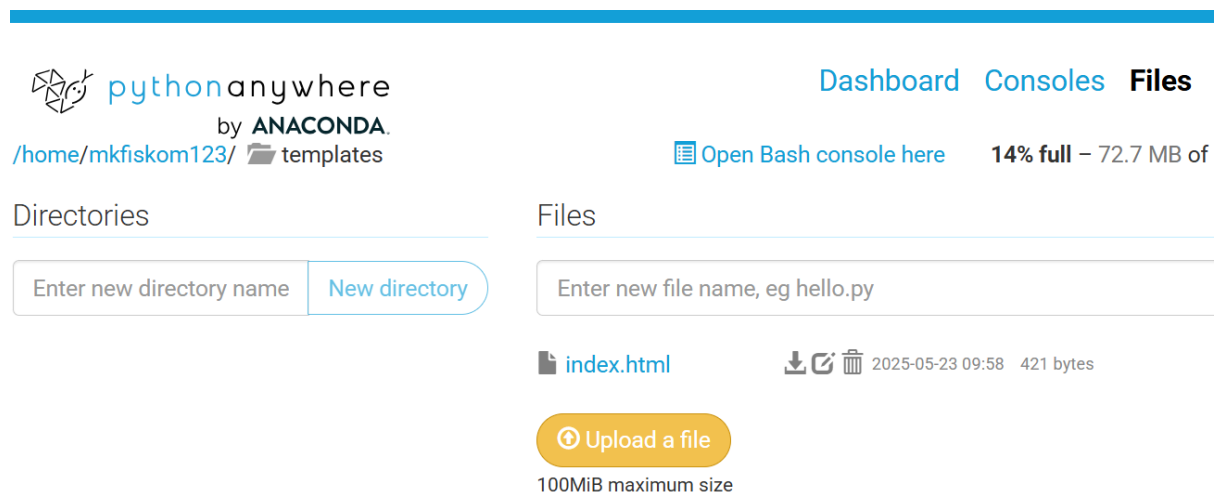 pythonanywhere
by ANACONDA.
Dashboard Consoles Files
/home/mkfiskom123/ templates
Open Bash console here 14% full – 72.7 MB of
Directories
Files
Enter new directory name New directory
Enter new file name, eg hello.py
index.html 2025-05-23 09:58 421 bytes
Upload a file
100MiB maximum size